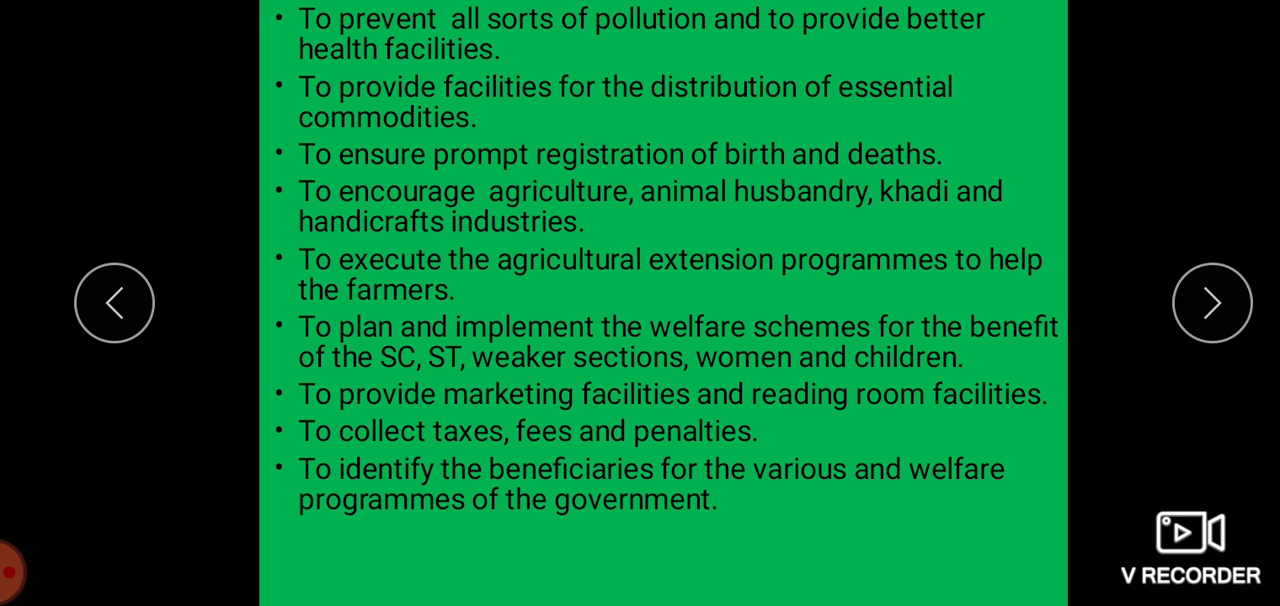 • To prevent  all sorts of pollution and to provide better
health facilities.
• To provide facilities for the distribution of essential
commodities.
• To ensure prompt registration of birth and deaths.
• To encourage  agriculture, animal husbandry, khadi and
handicrafts industries.
• To execute the agricultural extension programmes to help
the farmers.
• To plan and implement the welfare schemes for the benefit
of the SC, ST, weaker sections, women and children.
• To provide marketing facilities and reading room facilities.
• To collect taxes, fees and penalties.
• To identify the beneficiaries for the various and welfare
programmes of the government.
V RECORDER